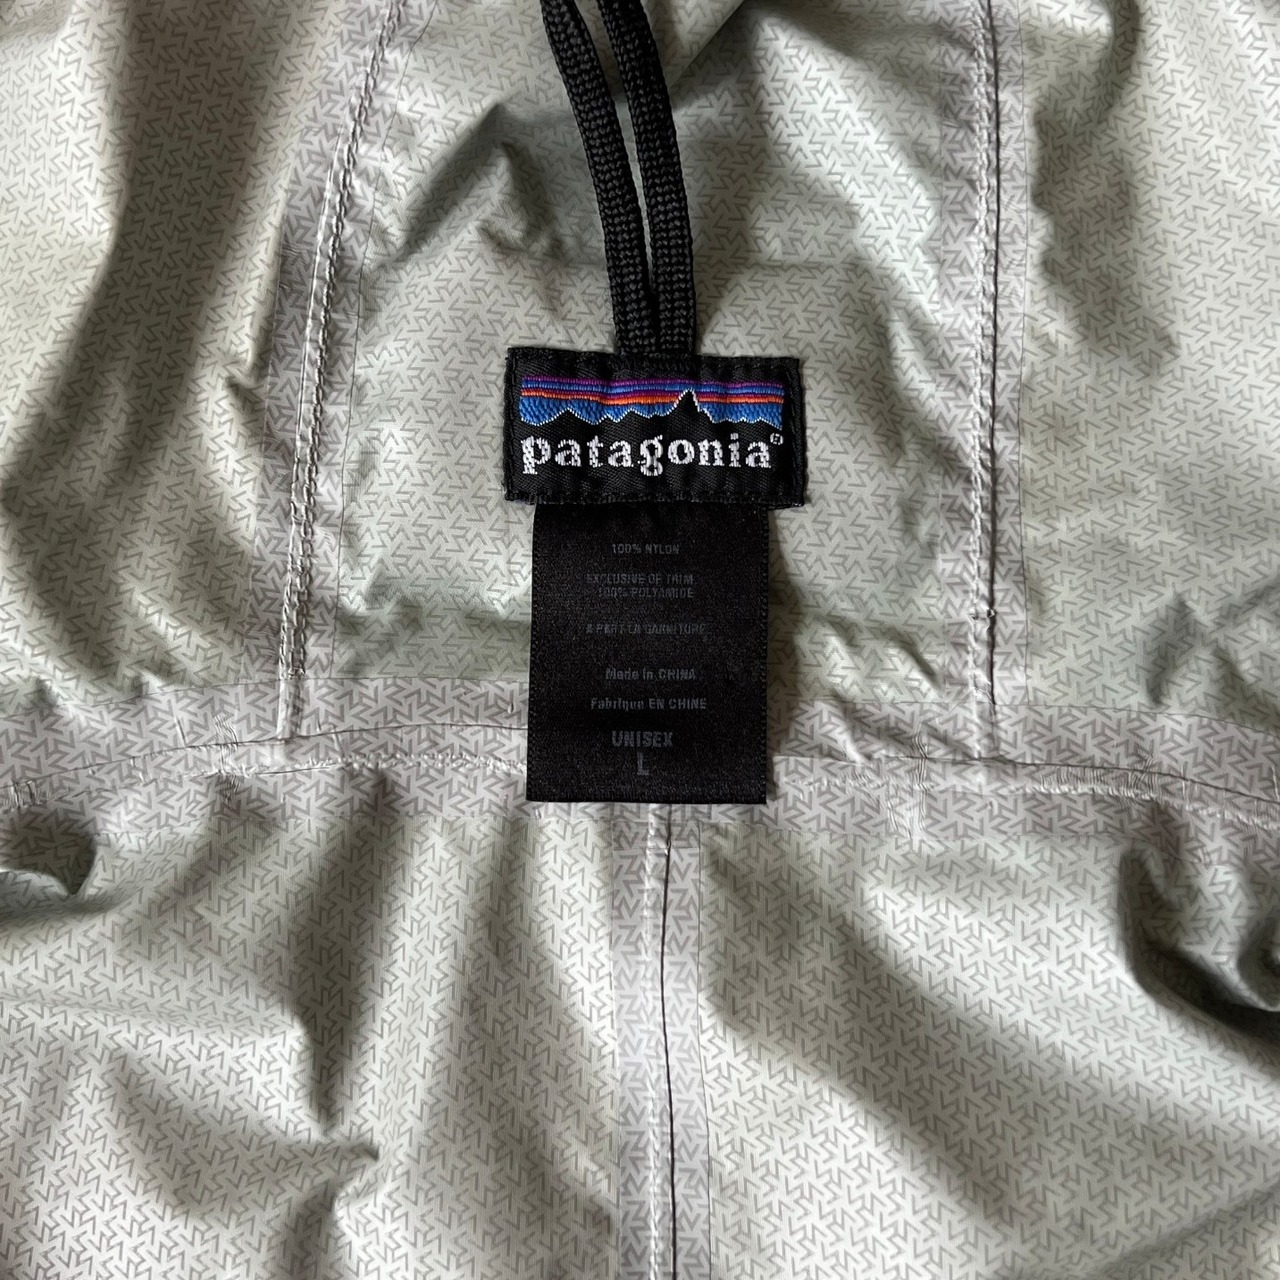 patagonia®
100% NYLON
EXCLUSIVE OF TRIM
100% POLYAMIDE
A PART LA GARNITURE
Made in CHINA
Fabriqué EN CHINE
UNISEX
L